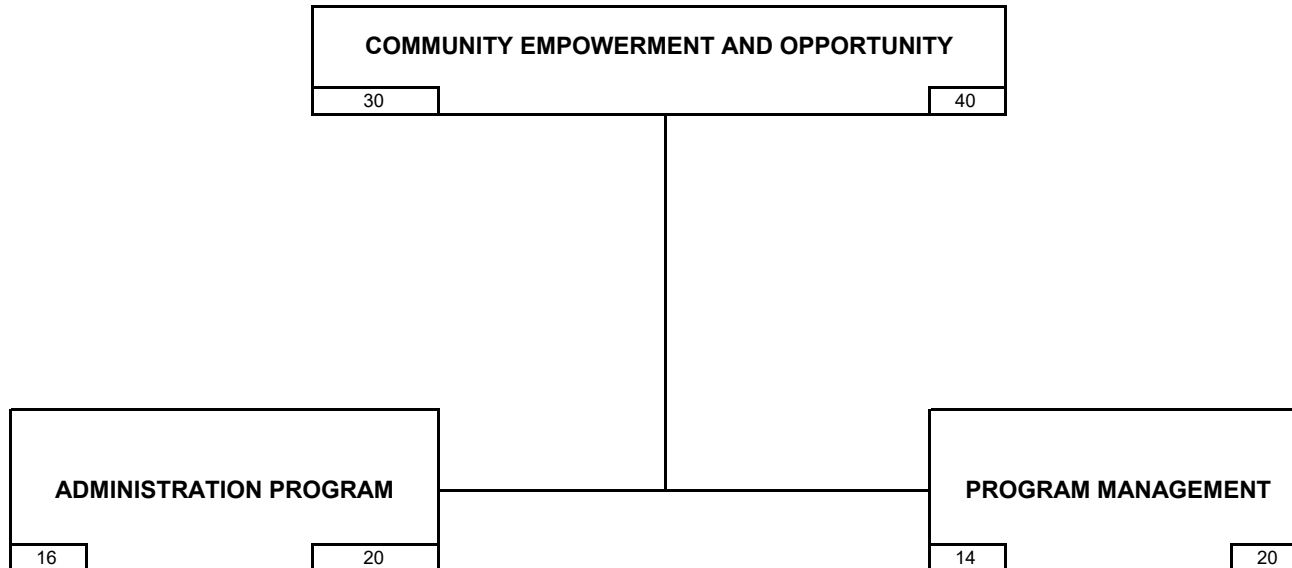 COMMUNITY EMPOWERMENT AND OPPORTUNITY
30 40
ADMINISTRATION PROGRAM PROGRAM MANAGEMENT
16 20 14 20